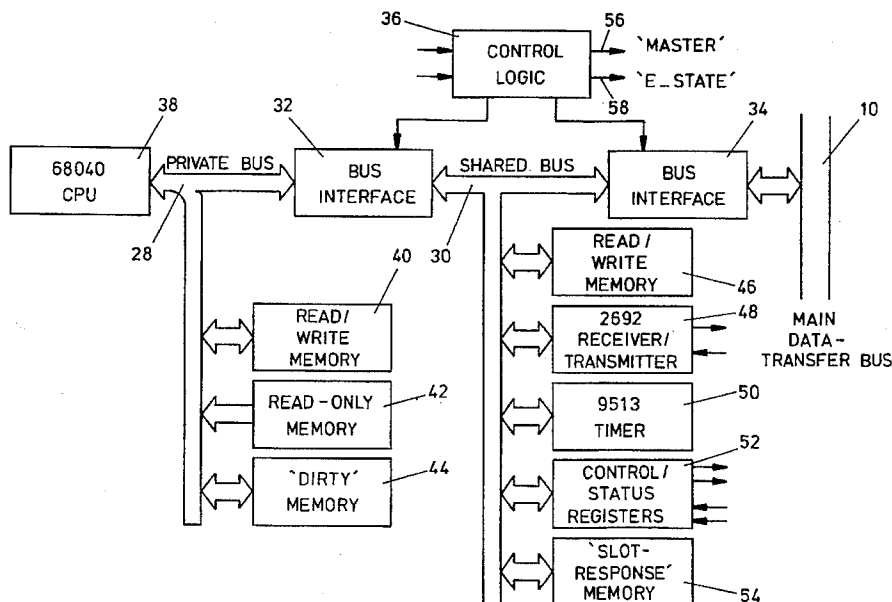 36
CONTROL
LOGIC
56
`MASTER´
`E_STATE´
58
38
68040
CPU
PRIVATE BUS
28
32
BUS
INTERFACE
SHARED BUS
30
34
BUS
INTERFACE
10
MAIN
DATA-
TRANSFER BUS
40
READ/
WRITE
MEMORY
READ-ONLY
MEMORY
42
`DIRTY´
MEMORY
44
READ/
WRITE
MEMORY
46
2692
RECEIVER/
TRANSMITTER
48
9513
TIMER
50
CONTROL/
STATUS
REGISTERS
52
`SLOT-
RESPONSE´
MEMORY
54